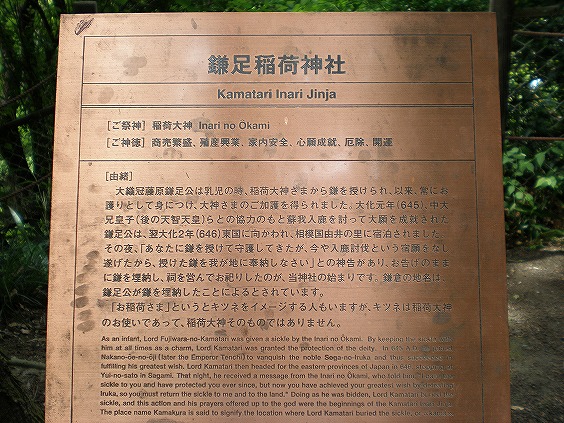 鎌足稲荷神社
Kamatari Inari Jinja
［ご祭神］稲荷大神 Inari no Ōkami
［ご神徳］商売繁盛、殖産興業、家内安全、心願成就、厄除、開運
［由緒］
大織冠藤原鎌足公は乳児の時、稲荷大神さまから鎌を授けられ、以来、常にお
護りとして身につけ、大神さまのご加護を得られました。大化元年（645）、中大
兄皇子（後の天智天皇）らとの協力のもと蘇我入鹿を討って大願を成就された
鎌足公は、翌大化2年（646）東国に向かわれ、相模国由井の里に宿泊されました。
その夜、「あなたに鎌を授けて守護してきたが、今や入鹿討伐という宿願をなし
遂げたから、授けた鎌を我が地に奉納しなさい」との神告があり、お告げのまま
に鎌を埋納し、祠を営んでお祀りしたのが、当神社の始まりです。鎌倉の地名は、
鎌足公が鎌を埋納したことによるとされています。
「お稲荷さま」というとキツネをイメージする人もいますが、キツネは稲荷大神
のお使いであって、稲荷大神そのものではありません。
As an infant, Lord Fujiwara-no-Kamatari was given a sickle by the Inari no Ōkami. By keeping the sickle with
him at all times as a charm, Lord Kamatari was granted the protection of the deity. In 645 A.D.
Nakano-ōe-no-ōji (later the Emperor Tenchi) to vanquish the noble Soga-no-Iruka and thus succeeded in
fulfilling his greatest wish. Lord Kamatari then headed for the eastern provinces of Japan in 646, stopping at
Yui-no-sato in Sagami. That night, he received a message from the Inari no Ōkami, who told him, "I gave the
sickle to you and have protected you ever since, but now you have achieved your greatest wish by defeating
Iruka, so you must return the sickle to me and to the land." Doing as he was bidden, Lord Kamatari buried the
sickle, and this action and his prayers offered up to the god were the beginnings of the Kamatari Inari
The place name Kamakura is said to signify the location where Lord Kamatari buried the sickle, or